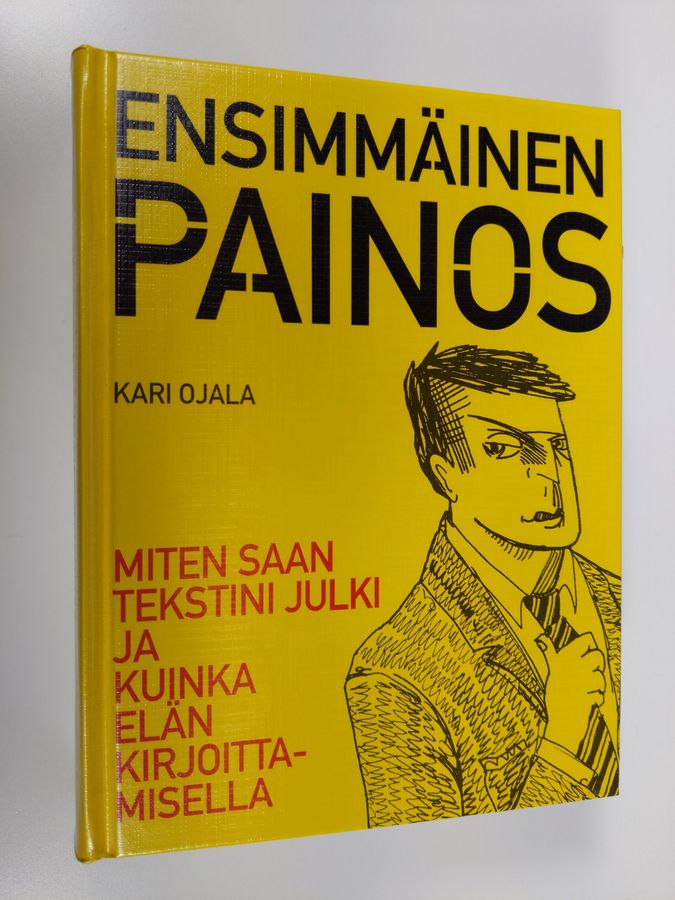 ENSIMMÄINEN
PAINOS
KARI OJALA
MITEN SAAN
TEKSTINI JULKI
JA
KUINKA
ELÄN
KIRJOITTA-
MISELLA